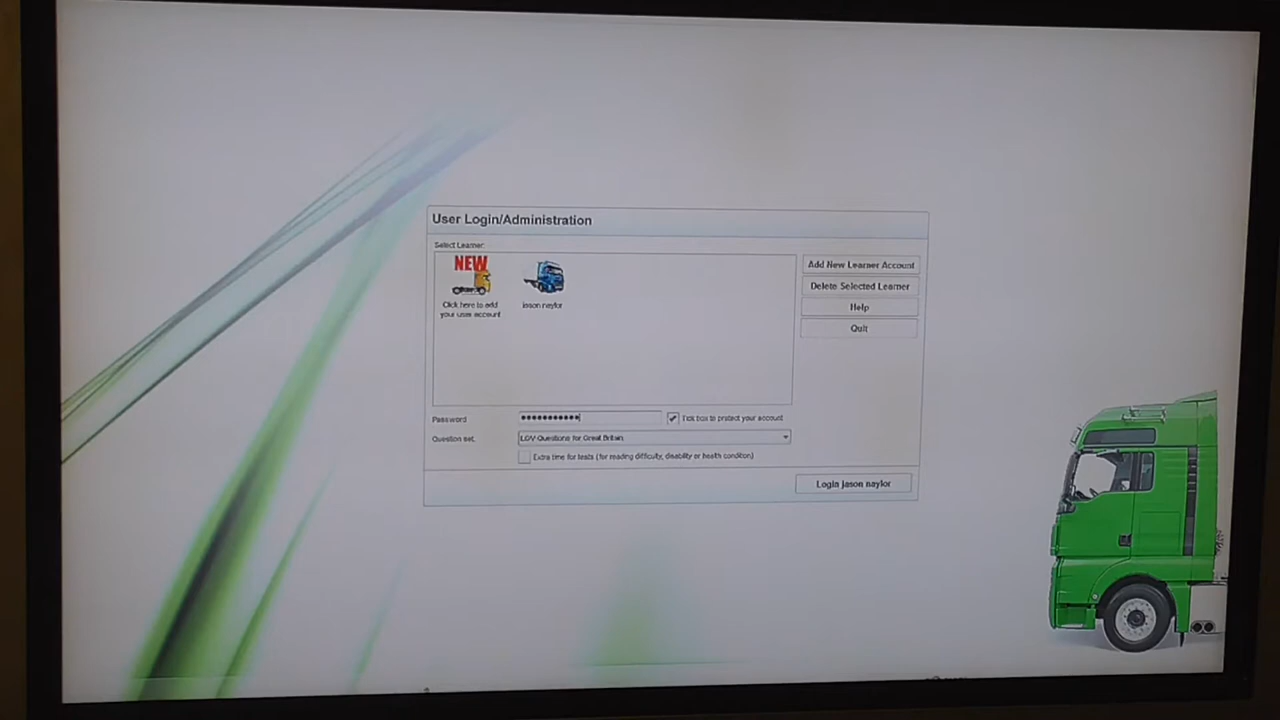 User Login/Administration
Select Learner:
NEW
Click here to add
your user account
jason naylor
Add New Learner Account
Delete Selected Learner
Help
Quit
Password
Tick box to protect your account
Question set.
LGV Questions for Great Britain
Extra time for tests (for reading difficulty, disability or health condition)
Login jason naylor